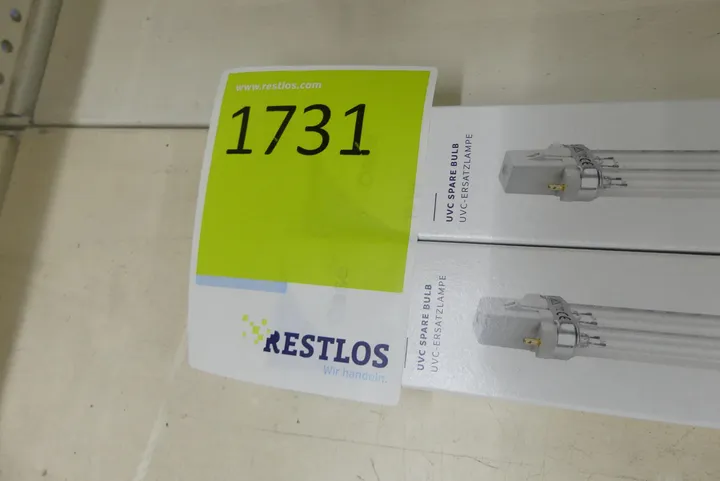 www.restlos.com
1731
RESTLOS
Wir handeln.
UVC SPARE BULB
UVC-ERSATZLAMPE
UVC SPARE BULB
UVC-ERSATZLAMPE